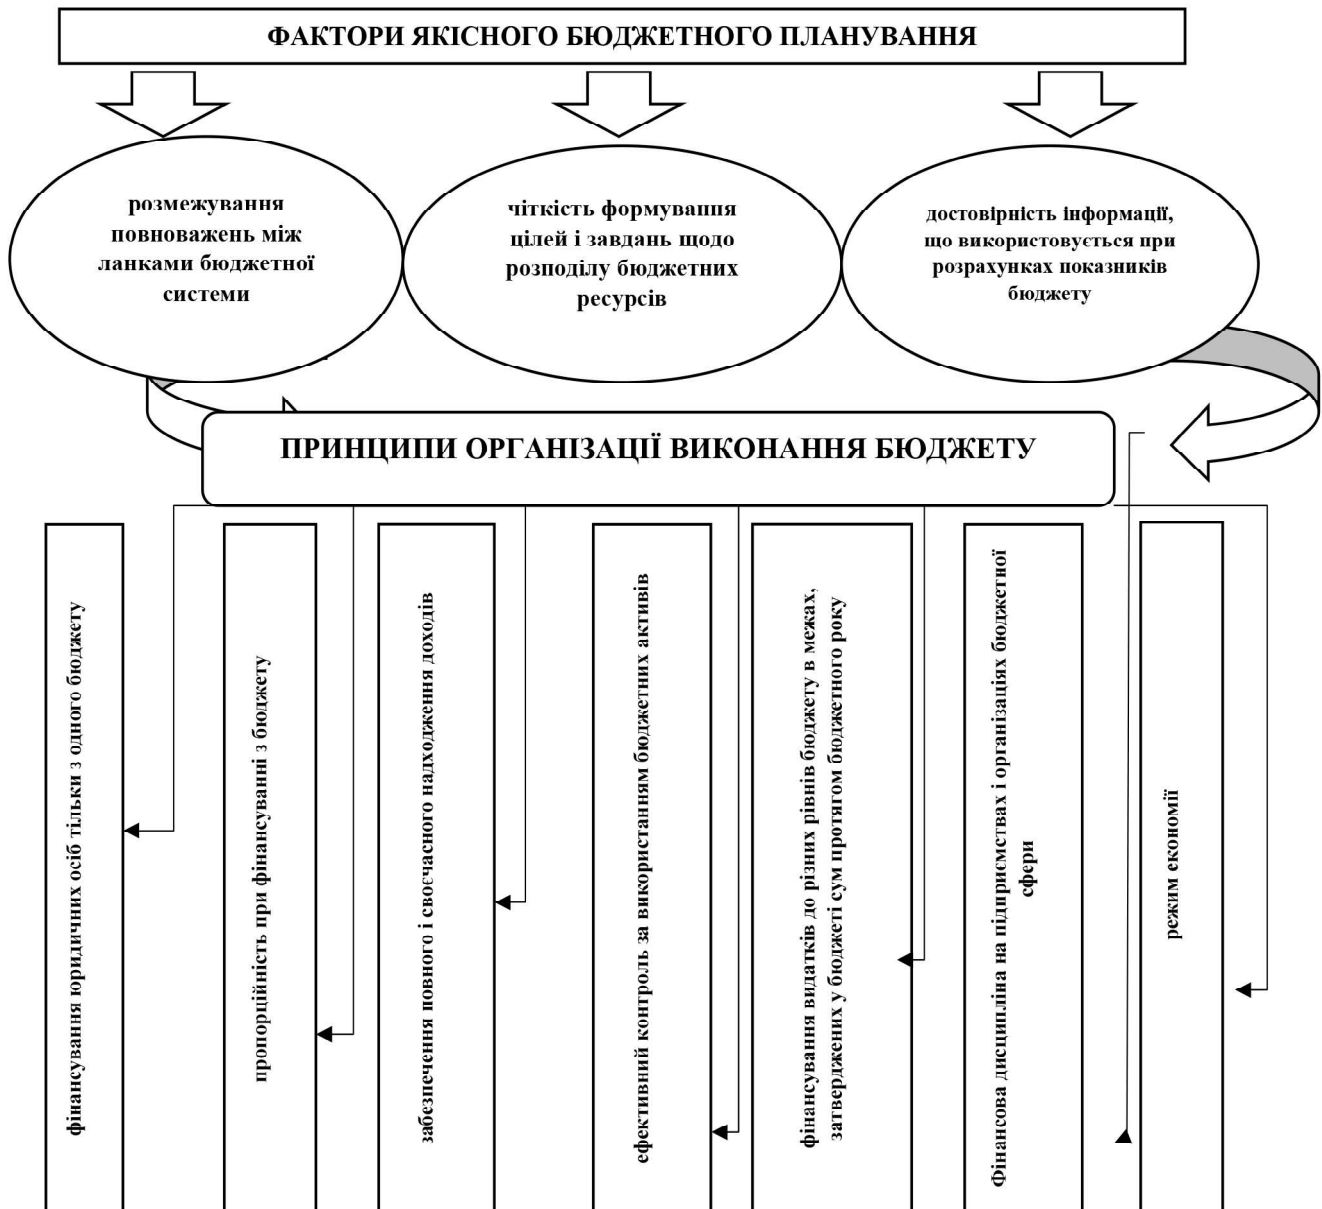 ФАКТОРИ ЯКІСНОГО БЮДЖЕТНОГО ПЛАНУВАННЯ
розмежування
повноважень між
ланками бюджетної
системи
чіткість формування
цілей і завдань щодо
розподілу бюджетних
ресурсів
достовірність інформації,
що використовується при
розрахунках показників
бюджету
ПРИНЦИПИ ОРГАНІЗАЦІЇ ВИКОНАННЯ БЮДЖЕТУ
фінансування юридичних осіб тільки з одного бюджету
пропорційність при фінансуванні з бюджету
забезпечення повного і своєчасного надходження доходів
ефективний контроль за використанням бюджетних активів
фінансування видатків до різних рівнів бюджету в межах,
затверджених у бюджеті сум протягом бюджетного року
Фінансова дисципліна на підприємствах і організаціях бюджетної
сфери
режим економії